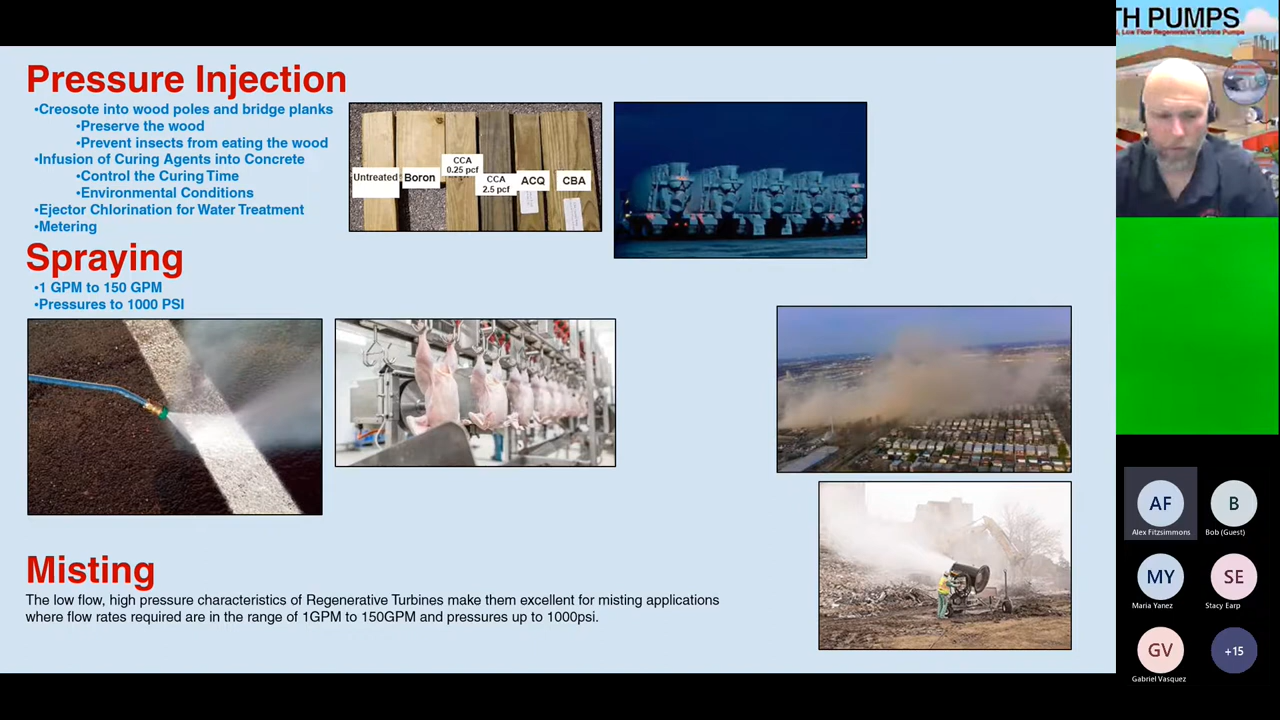 Pressure Injection
•Creosote into wood poles and bridge planks
•Preserve the wood
•Prevent insects from eating the wood
•Infusion of Curing Agents into Concrete
•Control the Curing Time
•Environmental Conditions
•Ejector Chlorination for Water Treatment
•Metering
Untreated
Boron
CCA
0.25 pcf
CCA
2.5 pcf
ACQ
CBA
Spraying
•1 GPM to 150 GPM
•Pressures to 1000 PSI
Misting
The low flow, high pressure characteristics of Regenerative Turbines make them excellent for misting applications
where flow rates required are in the range of 1GPM to 150GPM and pressures up to 1000psi.
TH PUMPS
Low Flow Regenerative Turbine Pumps
AF
Alex Fitzsimmons
B
Bob (Guest)
MY
Maria Yanez
SE
Stacy Earp
GV
Gabriel Vasquez
+15